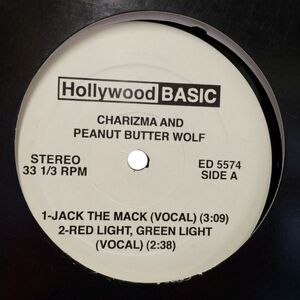 Hollywood BASIC
CHARIZMA AND
PEANUT BUTTER WOLF
STEREO
33 1/3 RPM
ED 5574
SIDE A
1-JACK THE MACK (VOCAL) (3:09)
2-RED LIGHT, GREEN LIGHT
(VOCAL) (2:38)